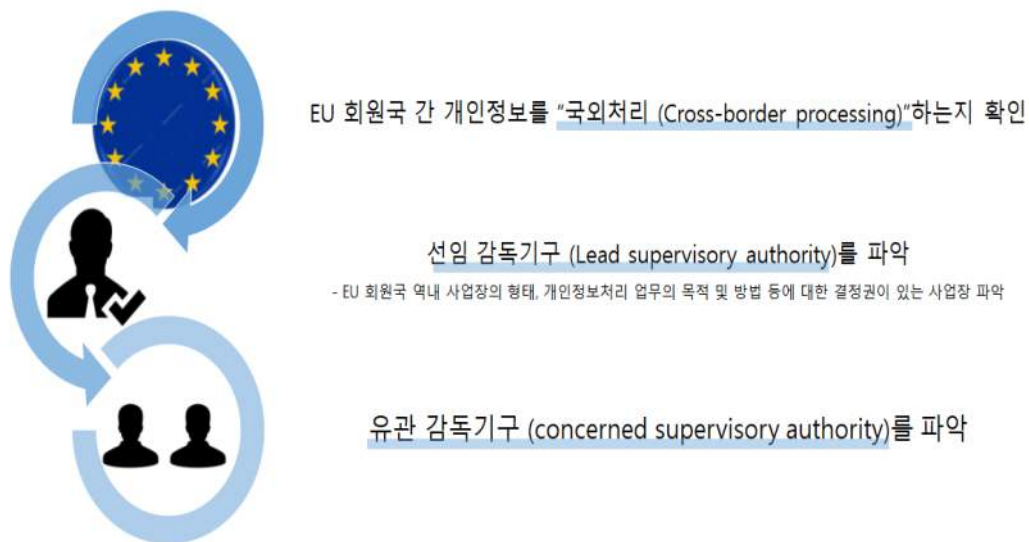 EU 회원국 간 개인정보를 "국외처리 (Cross-border processing)"하는지 확인
선임 감독기구 (Lead supervisory authority)를 파악
- EU 회원국 역내 사업장의 형태, 개인정보처리 업무의 목적 및 방법 등에 대한 결정권이 있는 사업장 파악
유관 감독기구 (concerned supervisory authority)를 파악